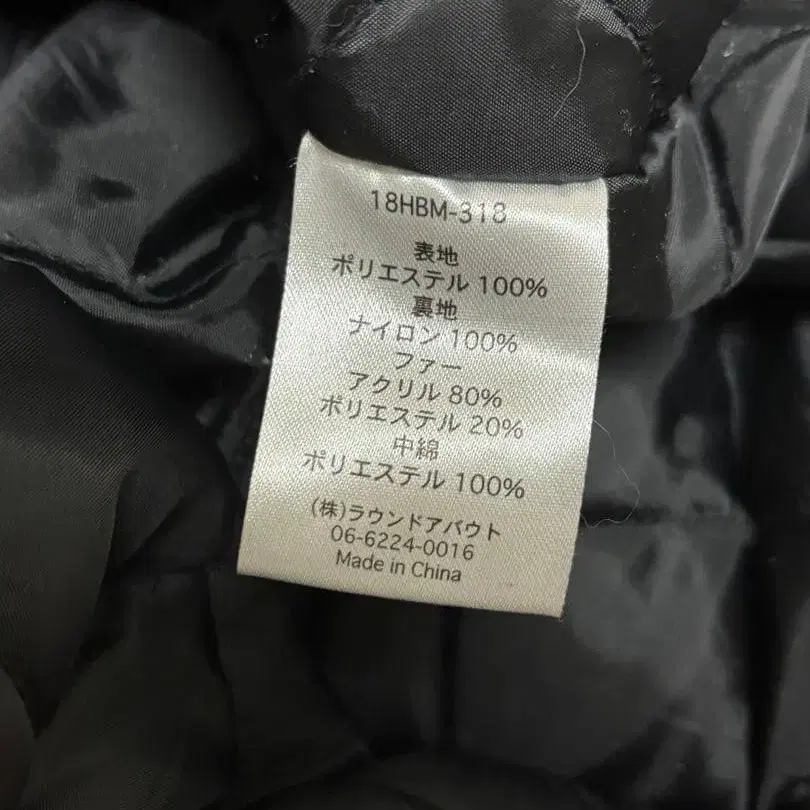 18HBM-318
表地
ポリエステル 100%
裏地
ナイロン 100%
ファー
アクリル 80%
ポリエステル 20%
中綿
ポリエステル 100%
(株)ラウンドアバウト
06-6224-0016
Made in China